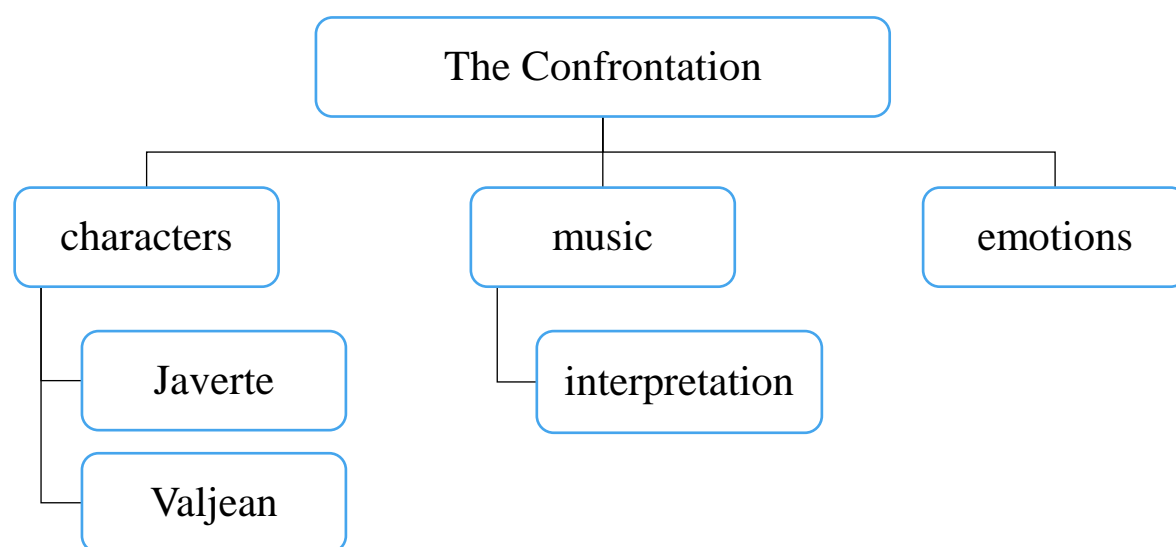 The Confrontation
characters
music
emotions
Javerte
interpretation
Valjean